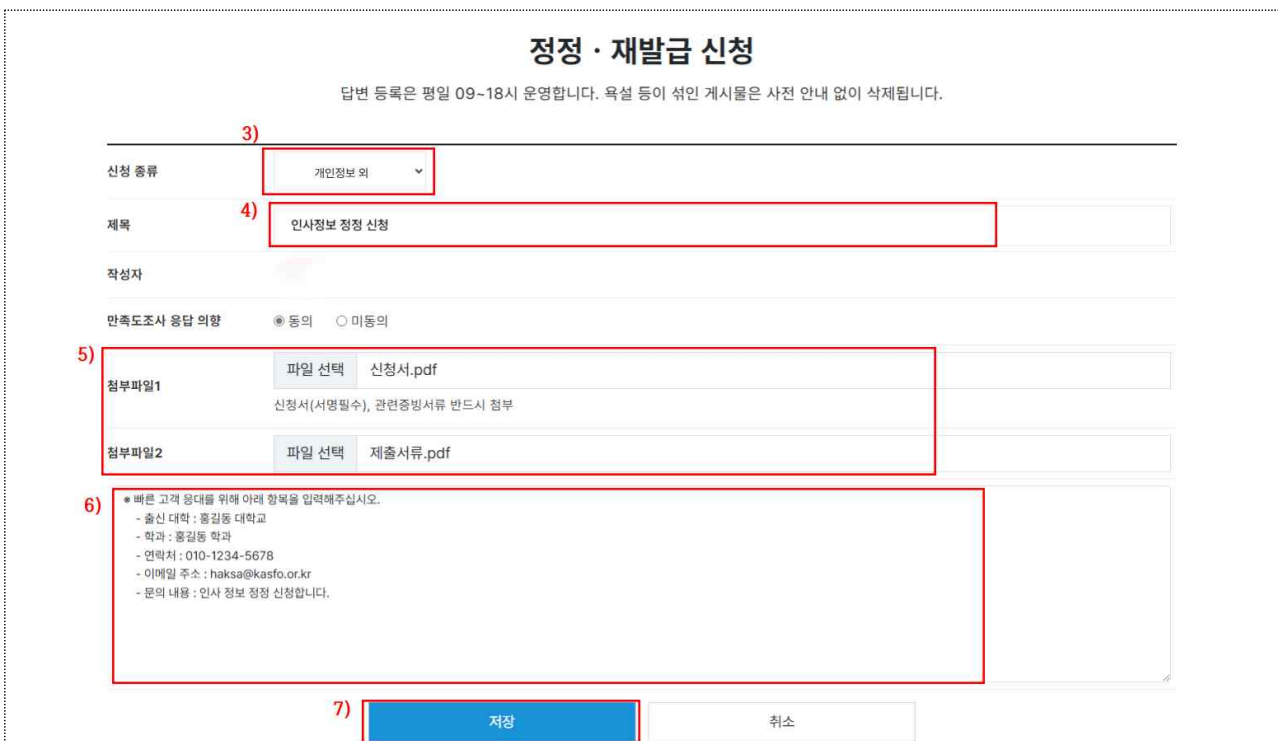 정정 · 재발급 신청
답변 등록은 평일 09~18시 운영합니다. 욕설 등이 섞인 게시물은 사전 안내 없이 삭제됩니다.
3)
신청 종류 개인정보 외
4)
제목 인사정보 정정 신청
작성자
만족도조사 응답 의향 동의 미동의
5)
첨부파일1 파일 선택 신청서.pdf
신청서(서명필수), 관련증빙서류 반드시 첨부
첨부파일2 파일 선택 제출서류.pdf
6)
※ 빠른 고객 응대를 위해 아래 항목을 입력해주십시오.
- 출신 대학 : 홍길동 대학교
- 학과 : 홍길동 학과
- 연락처 : 010-1234-5678
- 이메일 주소 : haksa@kasfo.or.kr
- 문의 내용 : 인사 정보 정정 신청합니다.
7)
저장 취소